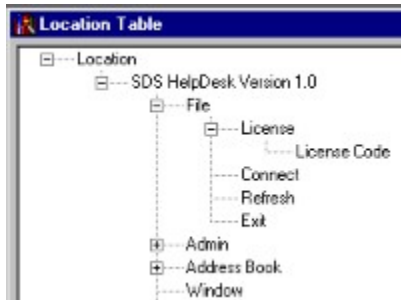 Location Table
Location
SDS HelpDesk Version 1.0
File
License
License Code
Connect
Refresh
Exit
Admin
Address Book
Window